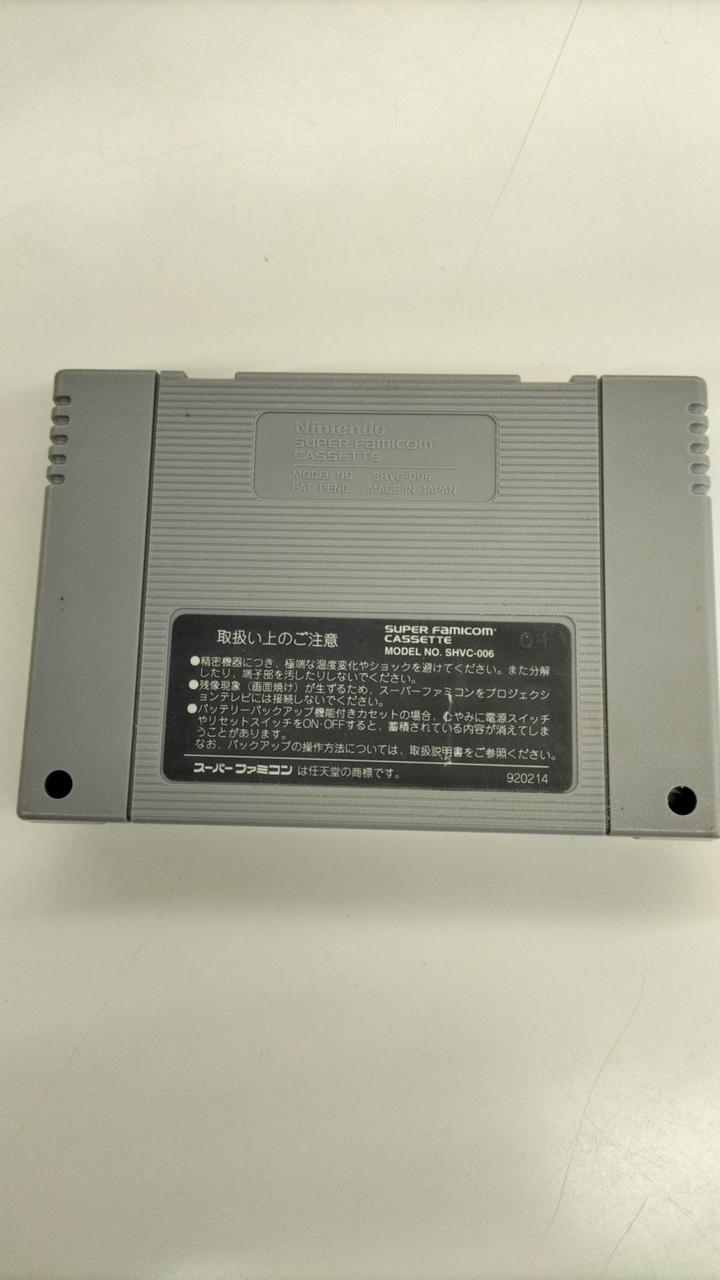 Nintendo®
SUPER FAMICOM®
CASSETTE
MODEL NO. SHVC-006
PAT. PEND. MADE IN JAPAN
取扱い上のご注意
SUPER FAMICOM®
CASSETTE
MODEL NO. SHVC-006
01
●精密機器につき、極端な温度変化やショックを避けてください。また分解
したり、端子部を汚したりしないでください。
●残像現象（画面焼け）が生ずるため、スーパーファミコンをプロジェクシ
ョンテレビには接続しないでください。
●バッテリーバックアップ機能付きカセットの場合、むやみに電源スイッチ
やリセットスイッチをON・OFFすると、蓄積されている内容が消えてしま
うことがあります。
なお、バックアップの操作方法については、取扱説明書をご参照ください。
スーパーファミコン は任天堂の商標です。
920214